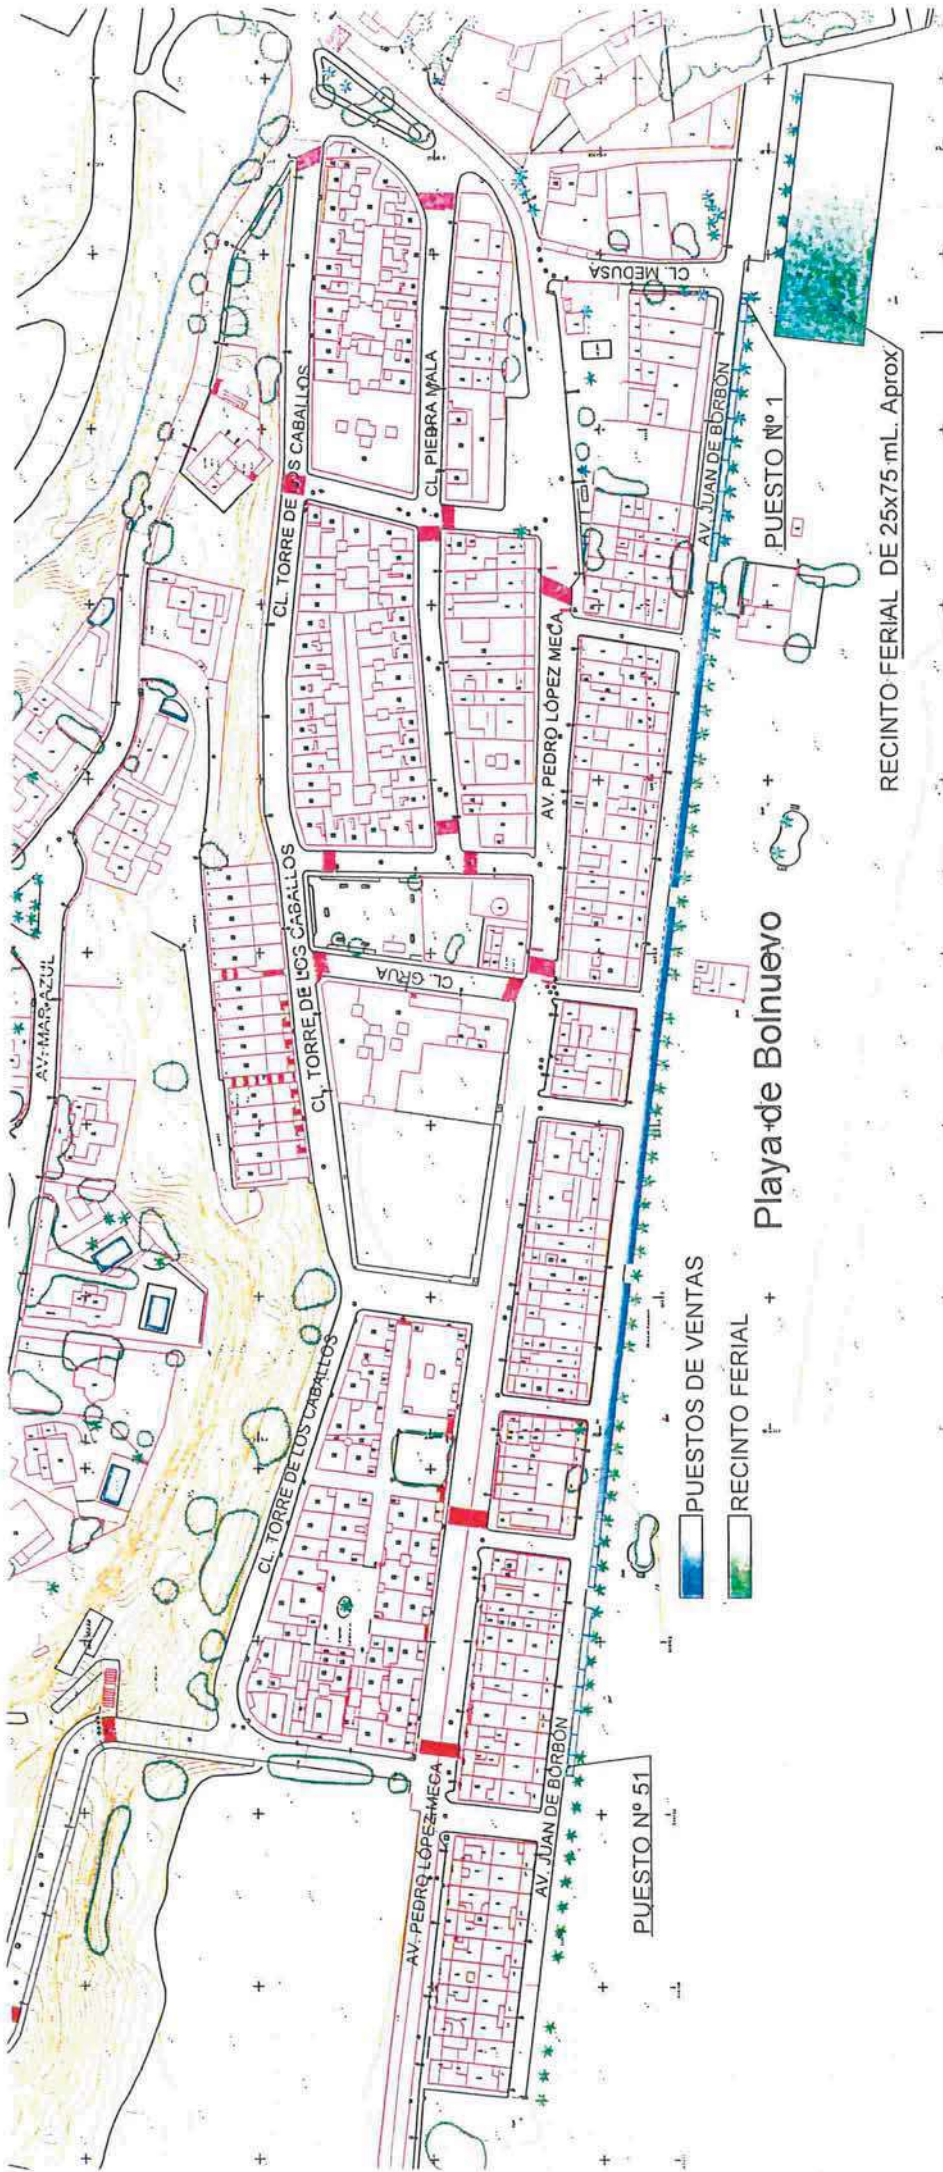 AV. MAR AZUL
CL. TORRE DE LOS CABALLOS
CL. TORRE DE LOS CABALLOS
CL. TORRE DE LOS CABALLOS
CL. PIEBRA MALA
CL. GRUA
CL. MEDUSA
AV. PEDRO LÓPEZ MECA
AV. PEDRO LÓPEZ MECA
AV. JUAN DE BORBÓN
AV. JUAN DE BORBÓN
PUESTO Nº 51
PUESTO Nº 1
PUESTOS DE VENTAS
RECINTO FERIAL
Playa de Bolnuevo
RECINTO FERIAL DE 25x75 mL. Aprox